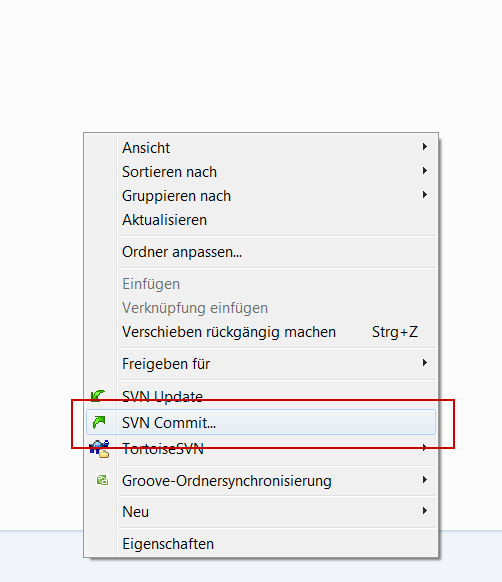 Ansicht
Sortieren nach
Gruppieren nach
Aktualisieren
Ordner anpassen...
Einfügen
Verknüpfung einfügen
Verschieben rückgängig machen Strg+Z
Freigeben für
SVN Update
SVN Commit...
TortoiseSVN
Groove-Ordnersynchronisierung
Neu
Eigenschaften